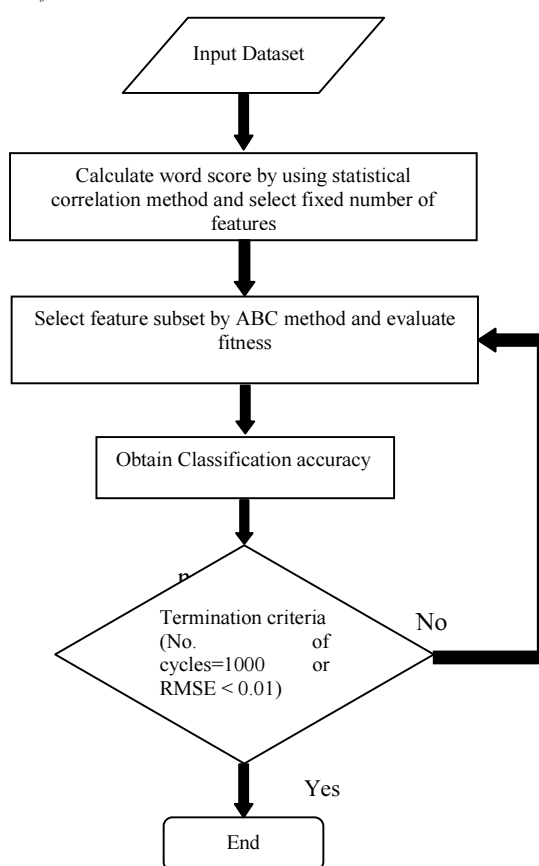 Input Dataset
Calculate word score by using statistical
correlation method and select fixed number of
features
Select feature subset by ABC method and evaluate
fitness
Obtain Classification accuracy
Termination criteria
(No. of
cycles=1000 or
RMSE < 0.01)
No
Yes
End